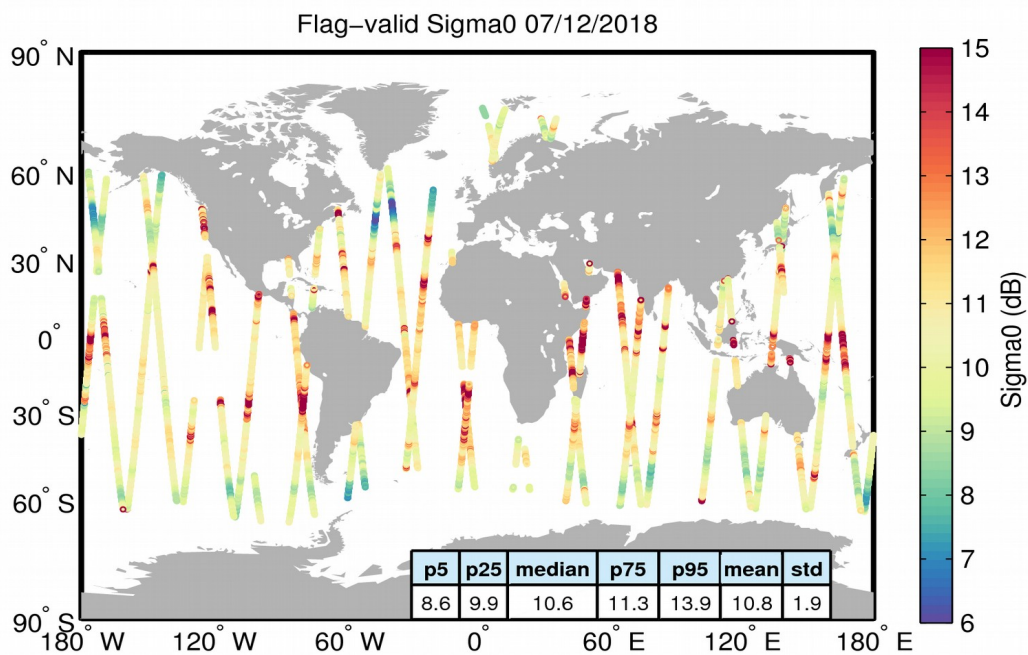 Flag-valid Sigma0 07/12/2018
90° N
60° N
30° N
0°
30° S
60° S
90° S
180° W
120° W
60° W
0°
60° E
120° E
180° E
15
14
13
12
11
10
9
8
7
6
Sigma0 (dB)
p5 p25 median p75 p95 mean std
8.6 9.9 10.6 11.3 13.9 10.8 1.9